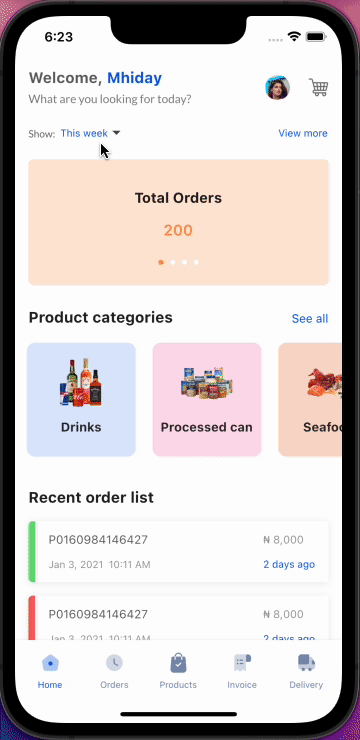 6:23
Welcome, Mhiday
What are you looking for today?
Show: This week View more
Total Orders
200
Product categories See all
Drinks Processed can Seafoo
Recent order list
P0160984146427 ₦ 8,000
Jan 3, 2021 10:11 AM 2 days ago
P0160984146427 ₦ 8,000
Jan 3, 2021 10:11 AM 2 days ago
Home Orders Products Invoice Delivery